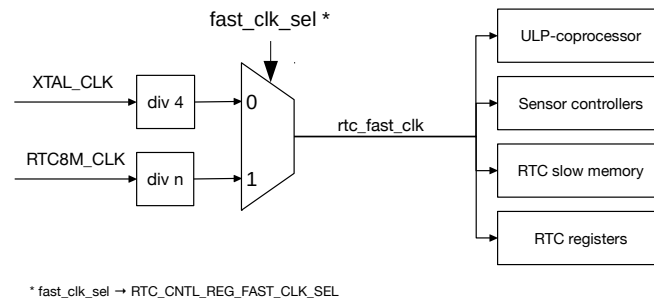 fast_clk_sel *
XTAL_CLK
div 4
0
RTC8M_CLK
div n
1
rtc_fast_clk
ULP-coprocessor
Sensor controllers
RTC slow memory
RTC registers
* fast_clk_sel → RTC_CNTL_REG_FAST_CLK_SEL